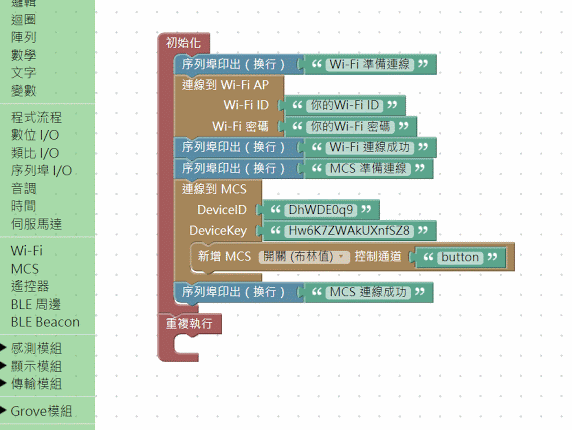 邏輯
迴圈
陣列
數學
文字
變數
程式流程
數位 I/O
類比 I/O
序列埠 I/O
音調
時間
伺服馬達
Wi-Fi
MCS
遙控器
BLE 周邊
BLE Beacon
感測模組
顯示模組
傳輸模組
Grove模組
初始化
序列埠印出 ( 換行 ) “ Wi-Fi 準備連線 ”
連線到 Wi-Fi AP
Wi-Fi ID “ 你的Wi-Fi ID ”
Wi-Fi 密碼 “ 你的Wi-Fi 密碼 ”
序列埠印出 ( 換行 ) “ Wi-Fi 連線成功 ”
序列埠印出 ( 換行 ) “ MCS 準備連線 ”
連線到 MCS
DeviceID “ DhWDE0q9 ”
DeviceKey “ Hw6K7ZWAkUXnfSZ8 ”
新增 MCS 開關 (布林值) 控制通道 “ button ”
序列埠印出 ( 換行 ) “ MCS 連線成功 ”
重複執行